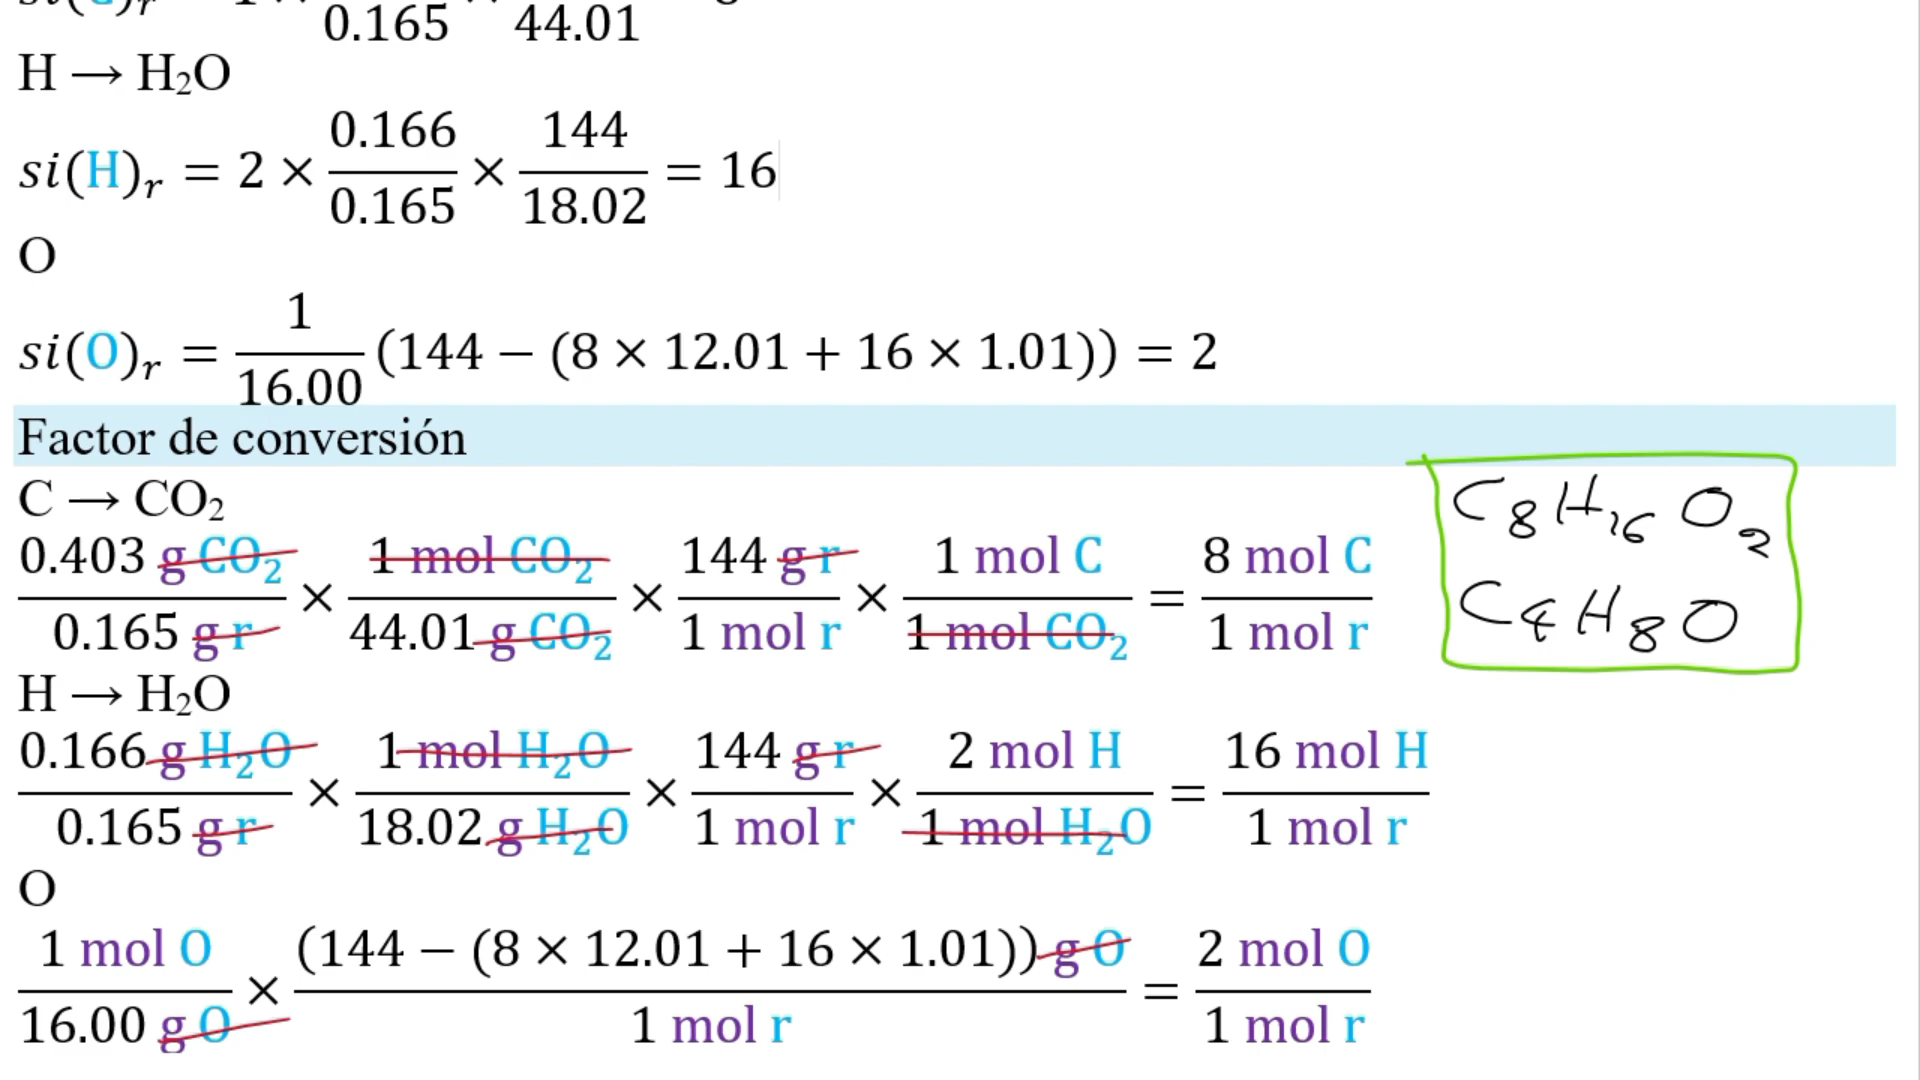 si(C)r = 1 × 0.165 × 44.01 = 8
H → H₂O
si(H)ᵣ = 2 × 0.166/0.165 × 144/18.02 = 16
O
si(O)ᵣ = 1/16.00 (144 − (8 × 12.01 + 16 × 1.01)) = 2
Factor de conversión
C → CO₂
0.403 g CO₂/0.165 g r × 1 mol CO₂/44.01 g CO₂ × 144 g r/1 mol r × 1 mol C/1 mol CO₂ = 8 mol C/1 mol r
C₈H₁₆O₂
C₄H₈O
H → H₂O
0.166 g H₂O/0.165 g r × 1 mol H₂O/18.02 g H₂O × 144 g r/1 mol r × 2 mol H/1 mol H₂O = 16 mol H/1 mol r
O
1 mol O/16.00 g O × (144 − (8 × 12.01 + 16 × 1.01)) g O/1 mol r = 2 mol O/1 mol r